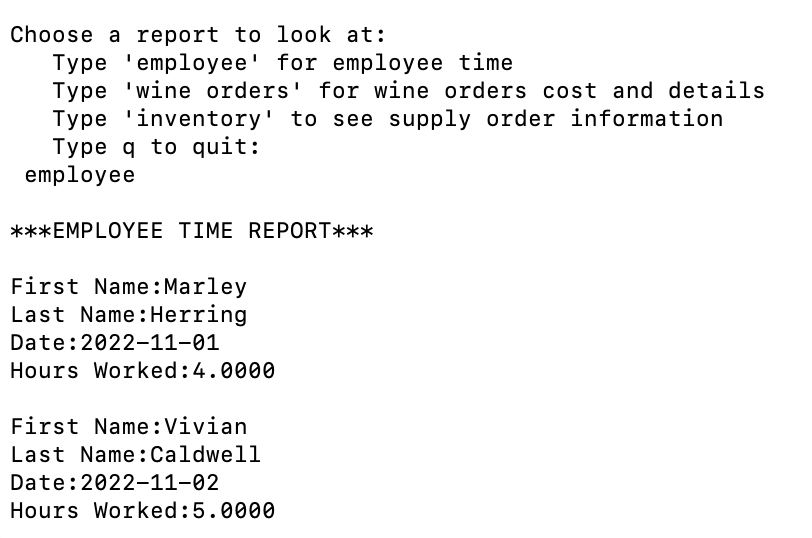 Choose a report to look at:
   Type 'employee' for employee time
   Type 'wine orders' for wine orders cost and details
   Type 'inventory' to see supply order information
   Type q to quit:
 employee

***EMPLOYEE TIME REPORT***

First Name:Marley
Last Name:Herring
Date:2022-11-01
Hours Worked:4.0000

First Name:Vivian
Last Name:Caldwell
Date:2022-11-02
Hours Worked:5.0000